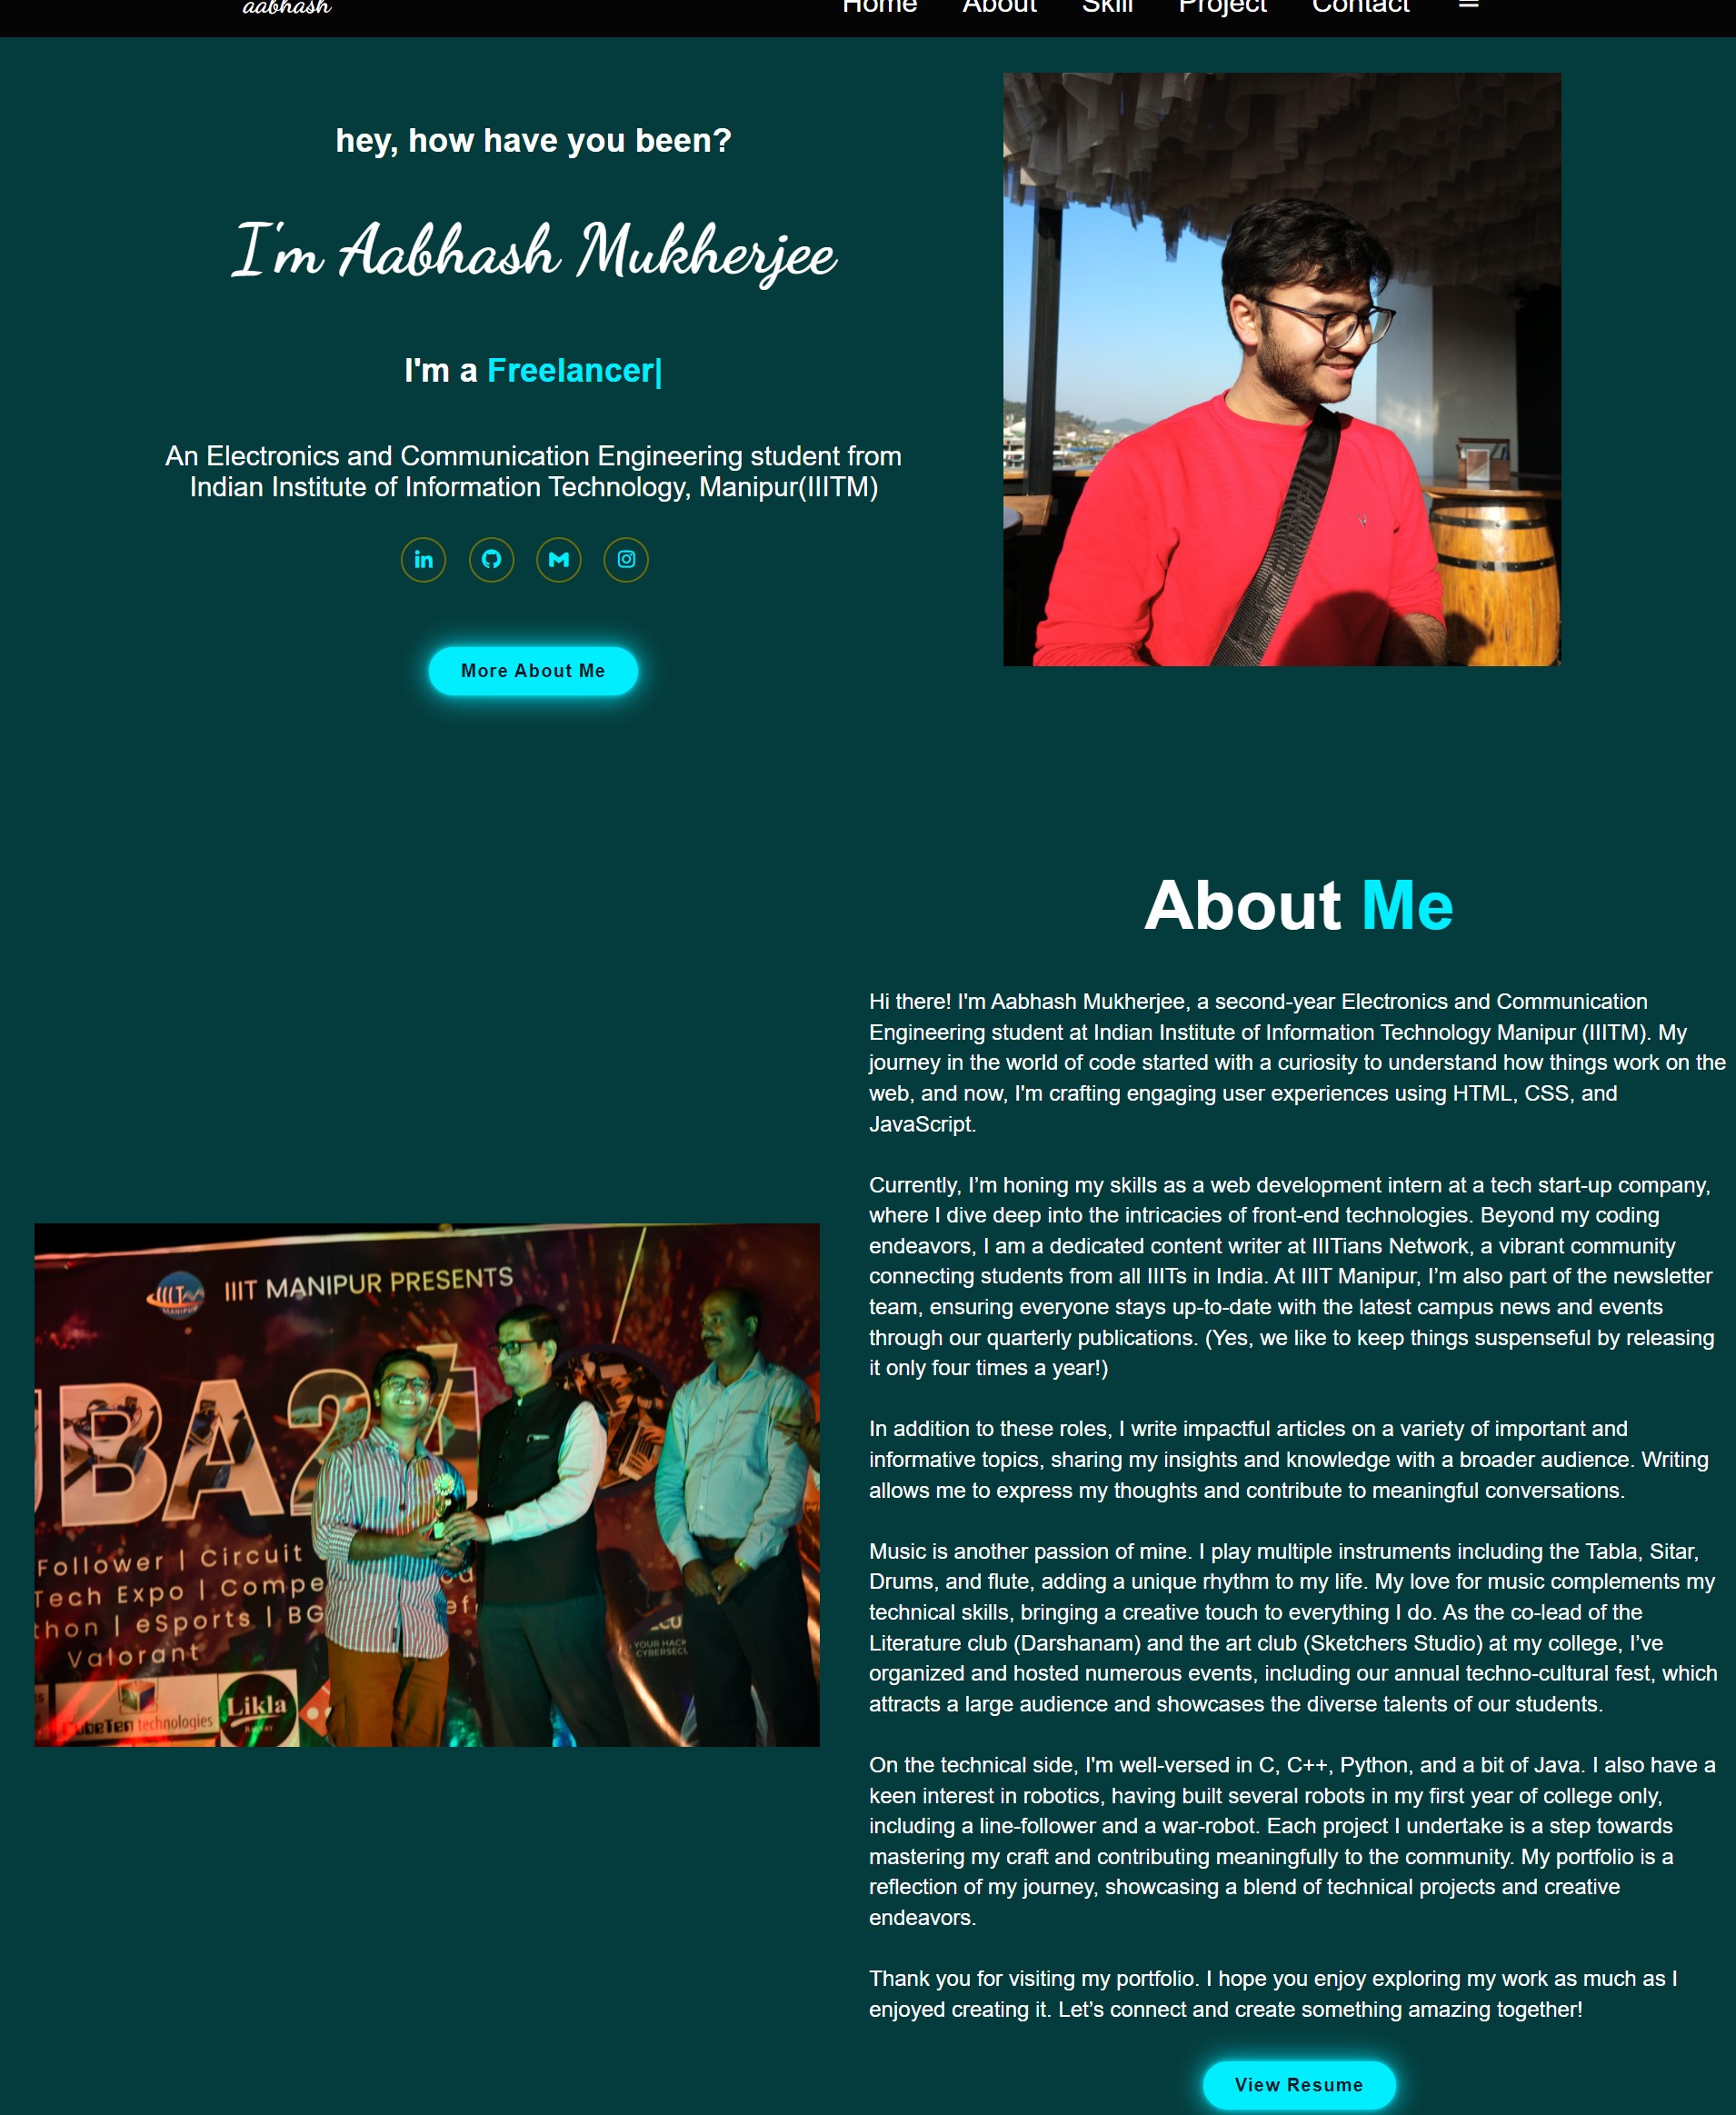 aabhash
Home About Skill Project Contact
hey, how have you been?
I'm Aabhash Mukherjee
I'm a Freelancer|
An Electronics and Communication Engineering student from
Indian Institute of Information Technology, Manipur(IIITM)
in
More About Me
About Me
Hi there! I'm Aabhash Mukherjee, a second-year Electronics and Communication
Engineering student at Indian Institute of Information Technology Manipur (IIITM). My
journey in the world of code started with a curiosity to understand how things work on the
web, and now, I'm crafting engaging user experiences using HTML, CSS, and
JavaScript.
Currently, I’m honing my skills as a web development intern at a tech start-up company,
where I dive deep into the intricacies of front-end technologies. Beyond my coding
endeavors, I am a dedicated content writer at IIITians Network, a vibrant community
connecting students from all IIITs in India. At IIIT Manipur, I’m also part of the newsletter
team, ensuring everyone stays up-to-date with the latest campus news and events
through our quarterly publications. (Yes, we like to keep things suspenseful by releasing
it only four times a year!)
In addition to these roles, I write impactful articles on a variety of important and
informative topics, sharing my insights and knowledge with a broader audience. Writing
allows me to express my thoughts and contribute to meaningful conversations.
Music is another passion of mine. I play multiple instruments including the Tabla, Sitar,
Drums, and flute, adding a unique rhythm to my life. My love for music complements my
technical skills, bringing a creative touch to everything I do. As the co-lead of the
Literature club (Darshanam) and the art club (Sketchers Studio) at my college, I’ve
organized and hosted numerous events, including our annual techno-cultural fest, which
attracts a large audience and showcases the diverse talents of our students.
On the technical side, I'm well-versed in C, C++, Python, and a bit of Java. I also have a
keen interest in robotics, having built several robots in my first year of college only,
including a line-follower and a war-robot. Each project I undertake is a step towards
mastering my craft and contributing meaningfully to the community. My portfolio is a
reflection of my journey, showcasing a blend of technical projects and creative
endeavors.
Thank you for visiting my portfolio. I hope you enjoy exploring my work as much as I
enjoyed creating it. Let’s connect and create something amazing together!
View Resume
IIIT MANIPUR
IIIT MANIPUR PRESENTS
BA24
Follower | Circuit
Tech Expo | Compe
thon | eSports | BG
Valorant
YOUR HACK
CYBERSECU
CubeTen technologies
Likla